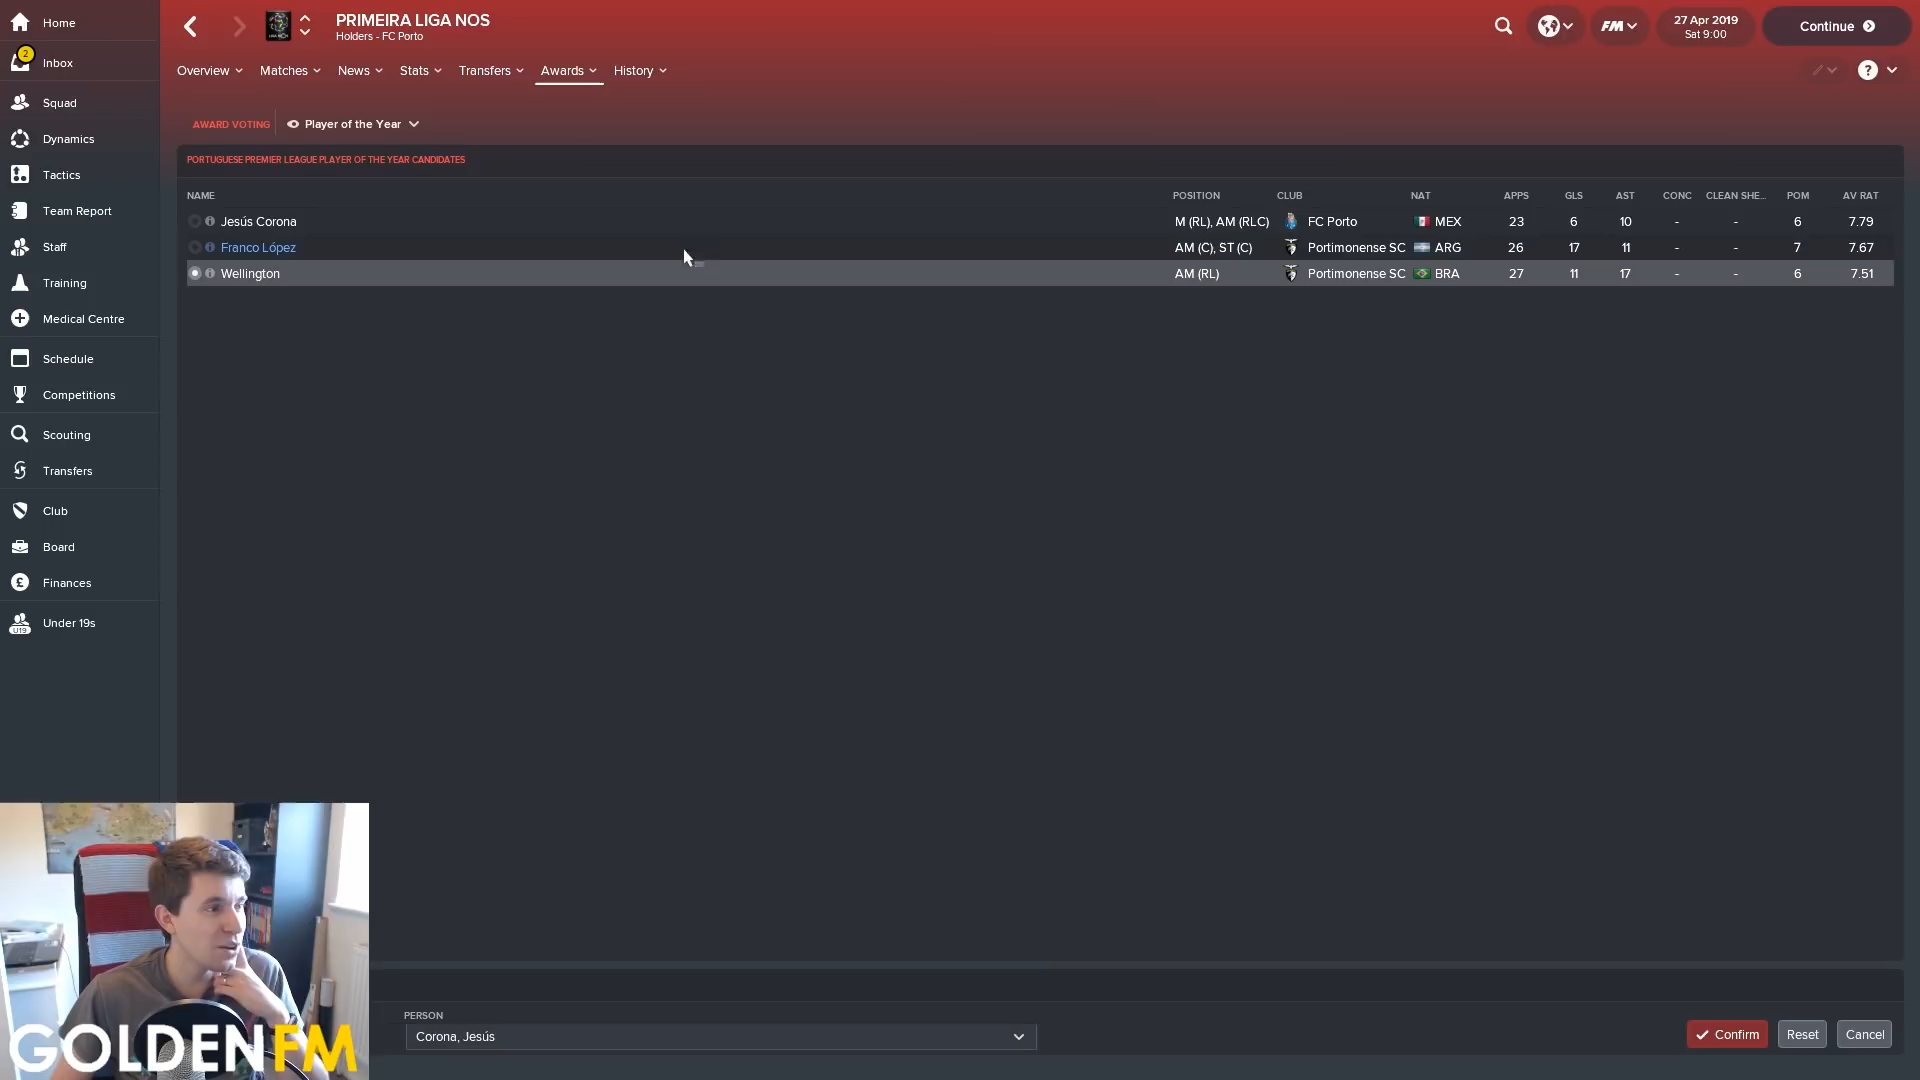 Home
2
Inbox
Squad
Dynamics
Tactics
Team Report
Staff
Training
Medical Centre
Schedule
Competitions
Scouting
Transfers
Club
Board
Finances
U19
Under 19s
PRIMEIRA LIGA NOS
Holders - FC Porto
FM
27 Apr 2019
Sat 9:00
Continue
Overview
Matches
News
Stats
Transfers
Awards
History
?
AWARD VOTING
Player of the Year
PORTUGUESE PREMIER LEAGUE PLAYER OF THE YEAR CANDIDATES
NAME POSITION CLUB NAT APPS GLS AST CONC CLEAN SHE... POM AV RAT
Jesús Corona M (RL), AM (RLC) FC Porto MEX 23 6 10 - - 6 7.79
Franco López AM (C), ST (C) Portimonense SC ARG 26 17 11 - - 7 7.67
Wellington AM (RL) Portimonense SC BRA 27 11 17 - - 6 7.51
PERSON
Corona, Jesús
Confirm
Reset
Cancel
GOLDENFM